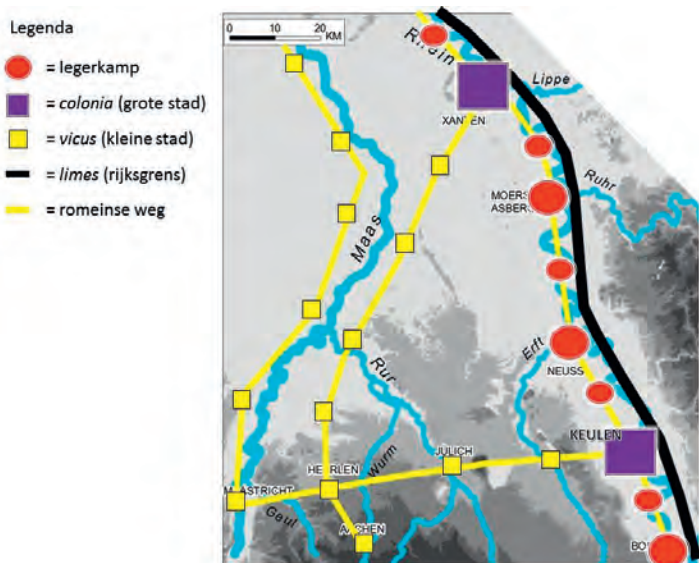 Legenda
= legerkamp
= colonia (grote stad)
= vicus (kleine stad)
= limes (rijksgrens)
= romeinse weg
0 10 20
KM
Rhein
Lippe
XANTEN
Ruhr
MOERS
ASBERG
Maas
Erft
NEUSS
Rur
KEULEN
JÜLICH
HEERLEN
Wurm
MAASTRICHT
Geul
AACHEN